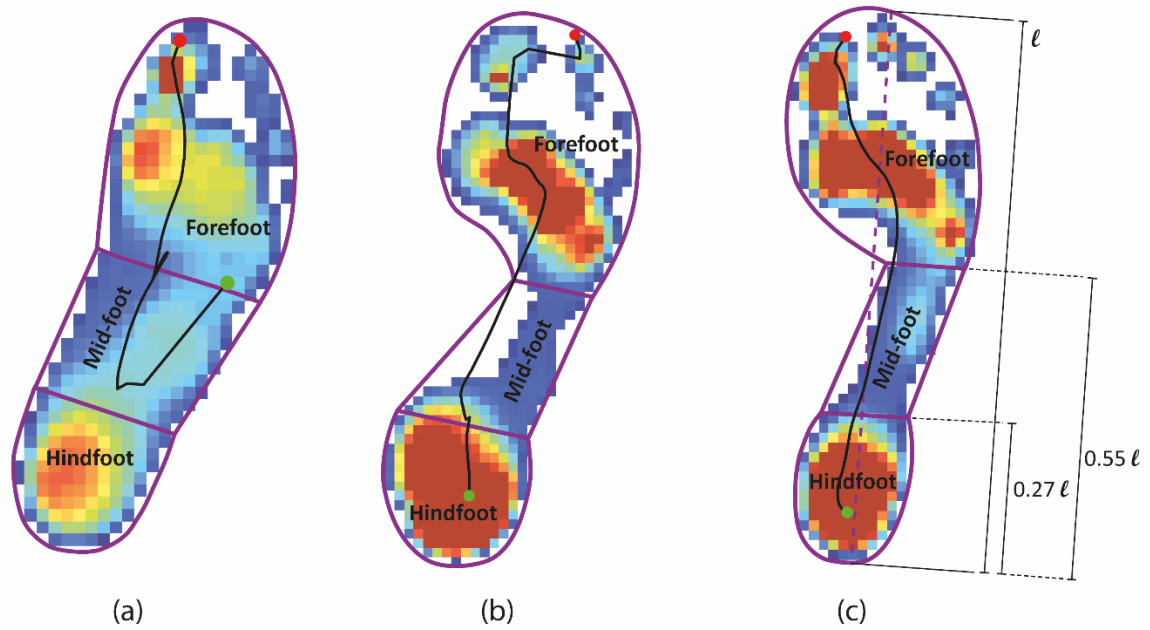 Forefoot
Mid-foot
Hindfoot
(a)
Forefoot
Mid-foot
Hindfoot
(b)
Forefoot
Mid-foot
Hindfoot
(c)
ℓ
0.55 ℓ
0.27 ℓ